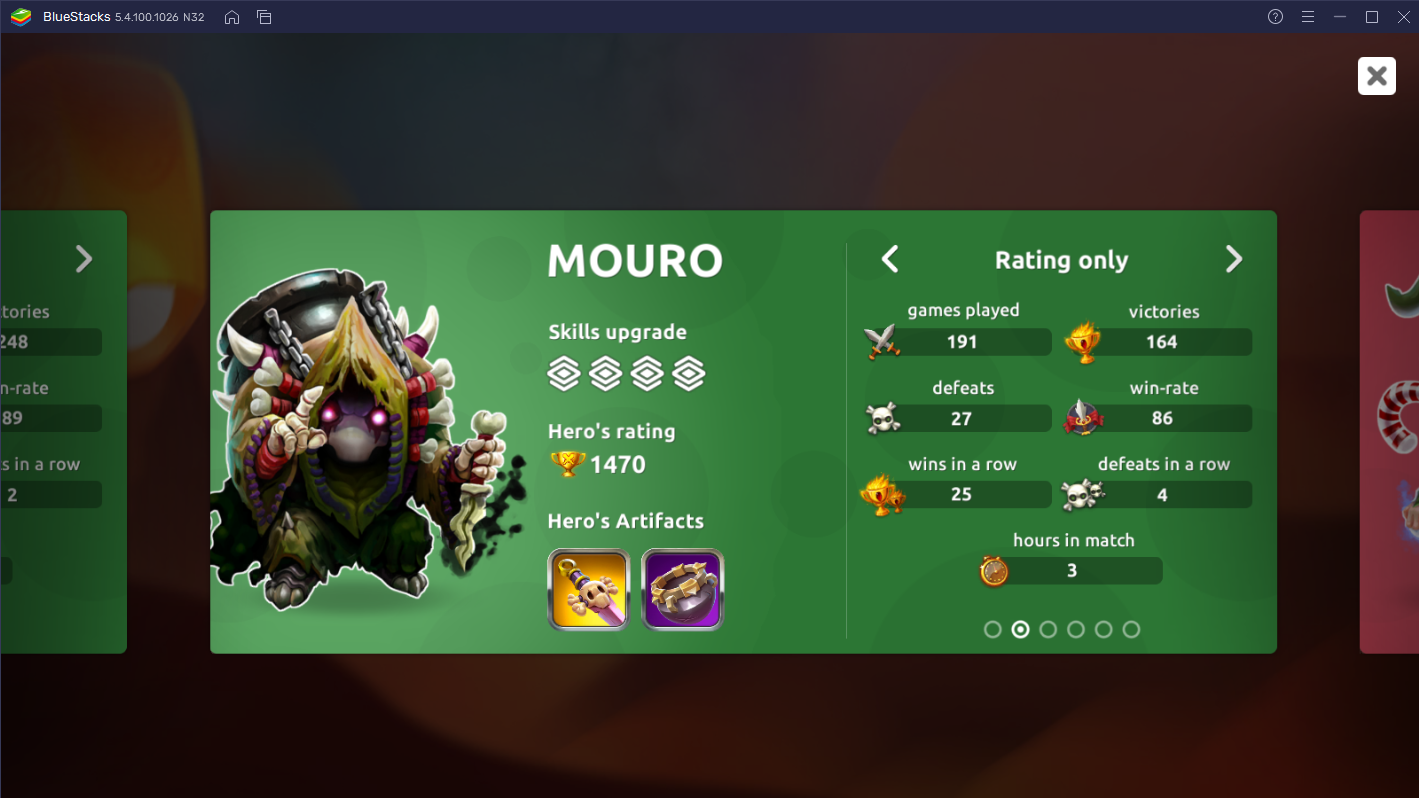 BlueStacks 5.4.100.1026 N32
MOURO
Skills upgrade
Hero's rating
1470
Hero's Artifacts
Rating only
games played
191
victories
164
defeats
27
win-rate
86
wins in a row
25
defeats in a row
4
hours in match
3
248
89
s in a row
2